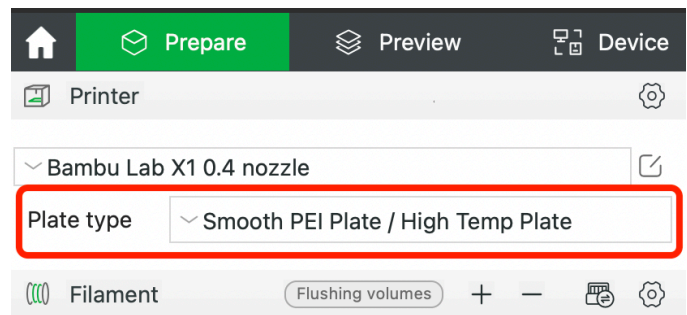 Prepare Preview Device
Printer
Bambu Lab X1 0.4 nozzle
Plate type Smooth PEI Plate / High Temp Plate
Filament Flushing volumes + −